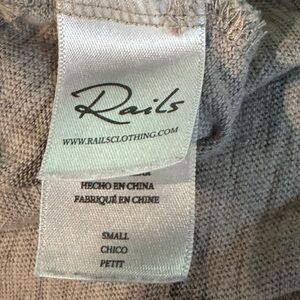 Rails
WWW.RAILSCLOTHING.COM
HECHO EN CHINA
FABRIQUÉ EN CHINE
SMALL
CHICO
PETIT